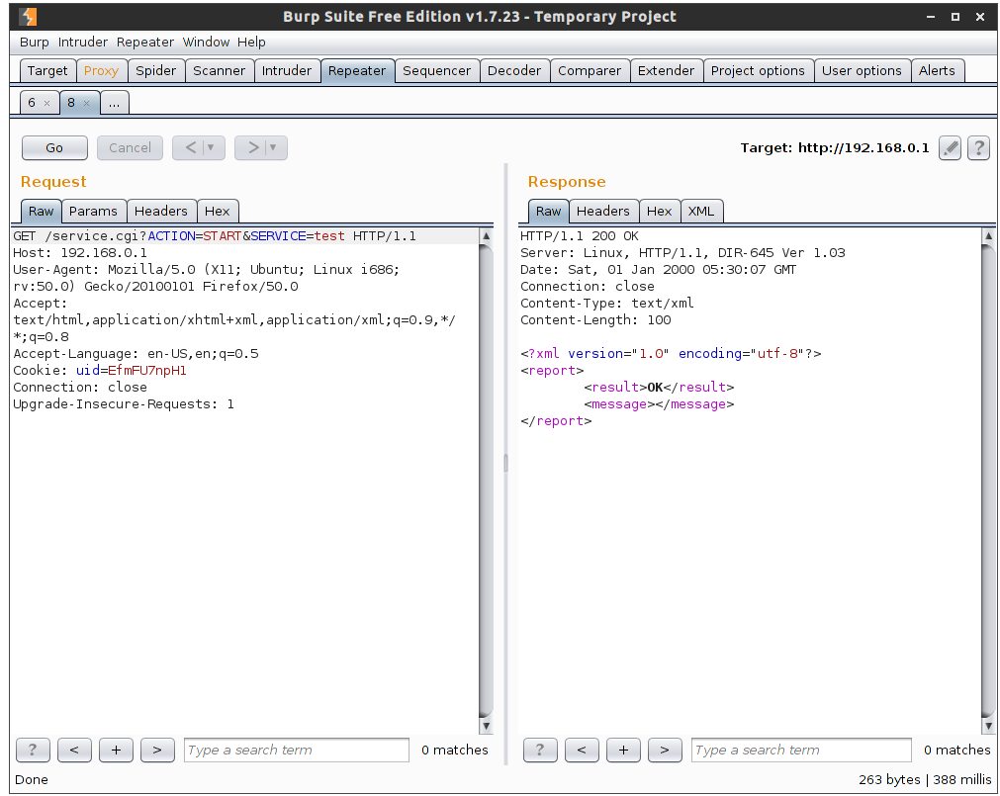 Burp Suite Free Edition v1.7.23 - Temporary Project
Burp Intruder Repeater Window Help
Target Proxy Spider Scanner Intruder Repeater Sequencer Decoder Comparer Extender Project options User options Alerts
6 × 8 × ...
Go Cancel < > Target: http://192.168.0.1 ?
Request
Raw Params Headers Hex
GET /service.cgi?ACTION=START&SERVICE=test HTTP/1.1
Host: 192.168.0.1
User-Agent: Mozilla/5.0 (X11; Ubuntu; Linux i686;
rv:50.0) Gecko/20100101 Firefox/50.0
Accept:
text/html,application/xhtml+xml,application/xml;q=0.9,*/
*;q=0.8
Accept-Language: en-US,en;q=0.5
Cookie: uid=EfmFU7npH1
Connection: close
Upgrade-Insecure-Requests: 1
? < + > Type a search term 0 matches
Response
Raw Headers Hex XML
HTTP/1.1 200 OK
Server: Linux, HTTP/1.1, DIR-645 Ver 1.03
Date: Sat, 01 Jan 2000 05:30:07 GMT
Connection: close
Content-Type: text/xml
Content-Length: 100
<?xml version="1.0" encoding="utf-8"?>
<report>
<result>OK</result>
<message></message>
</report>
? < + > Type a search term 0 matches
Done 263 bytes | 388 millis